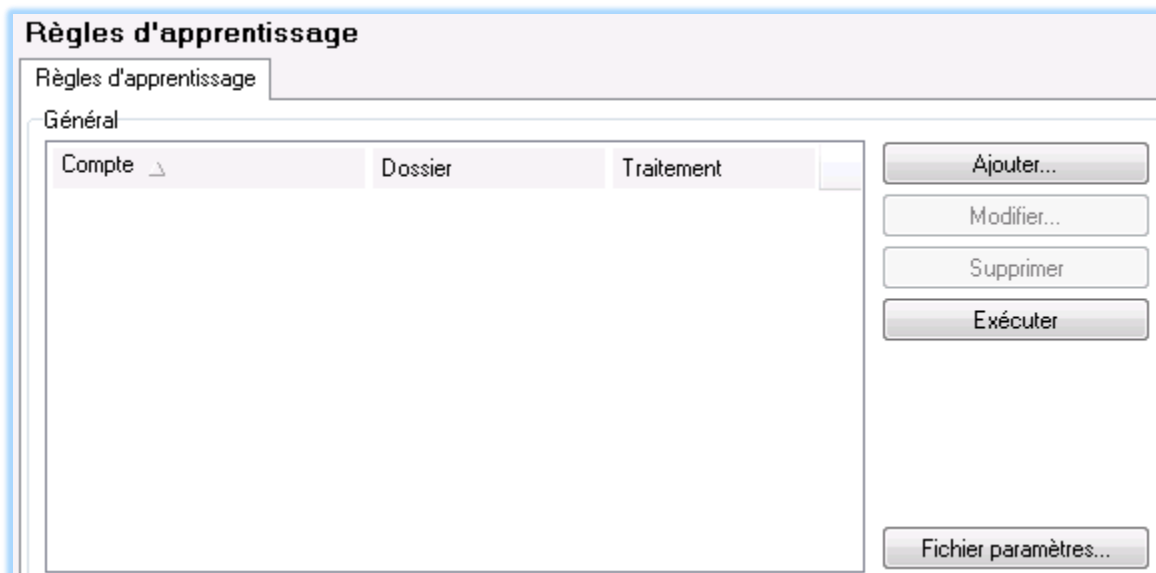 Règles d'apprentissage
Règles d'apprentissage
Général
Compte Dossier Traitement
Ajouter...
Modifier...
Supprimer
Exécuter
Fichier paramètres...